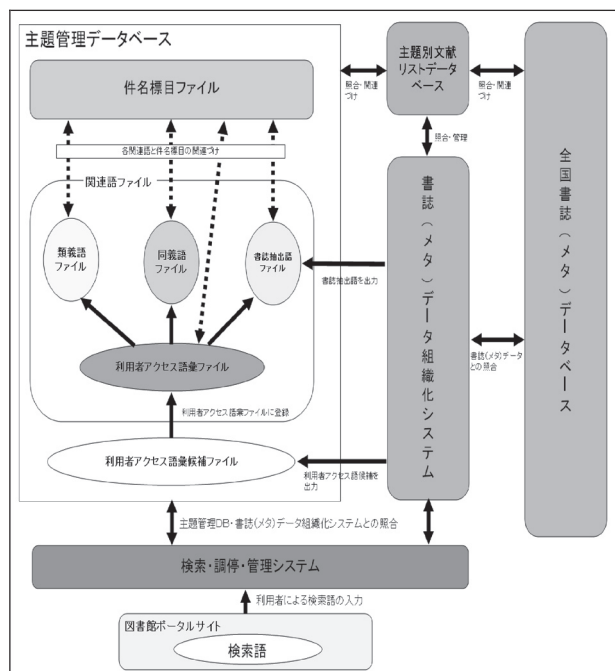 主題管理データベース
件名標目ファイル
各関連語と件名標目の関連づけ
関連語ファイル
類義語
ファイル
同義語
ファイル
書誌抽出語
ファイル
利用者アクセス語彙ファイル
利用者アクセス語彙ファイルに登録
利用者アクセス語彙候補ファイル
照合・関連
づけ
主題別文献
リストデータ
ベース
照合・関連
づけ
照合・管理
書誌(メタ)データ組織化システム
書誌抽出語を出力
利用者アクセス語候補を
出力
書誌(メタ)データ
との照合
全国書誌(メタ)データベース
主題管理DB・書誌(メタ)データ組織化システムとの照合
検索・調停・管理システム
利用者による検索語の入力
図書館ポータルサイト
検索語